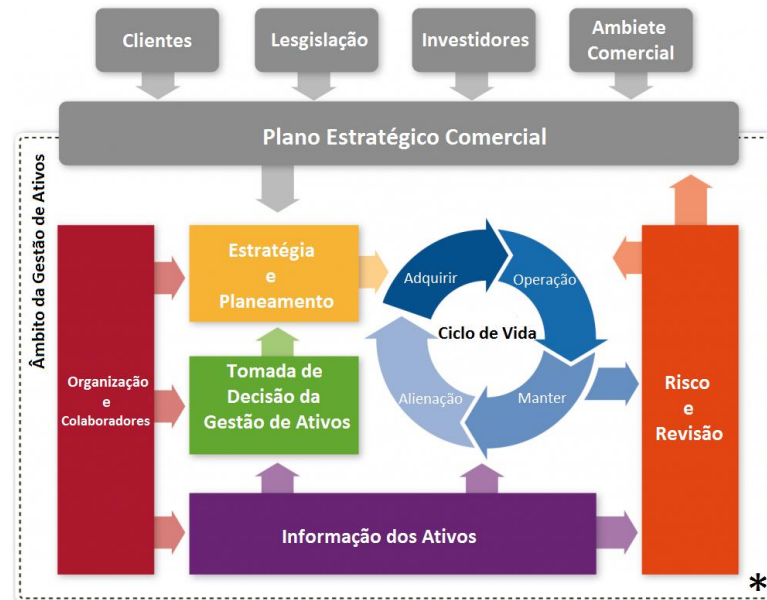 Clientes
Lesgislação
Investidores
Ambiete
Comercial
Plano Estratégico Comercial
Âmbito da Gestão de Ativos
Estratégia
e
Planeamento
Adquirir
Operação
Ciclo de Vida
Alienação
Manter
Tomada de
Decisão da
Gestão de Ativos
Organização
e
Colaboradores
Risco
e
Revisão
Informação dos Ativos
*